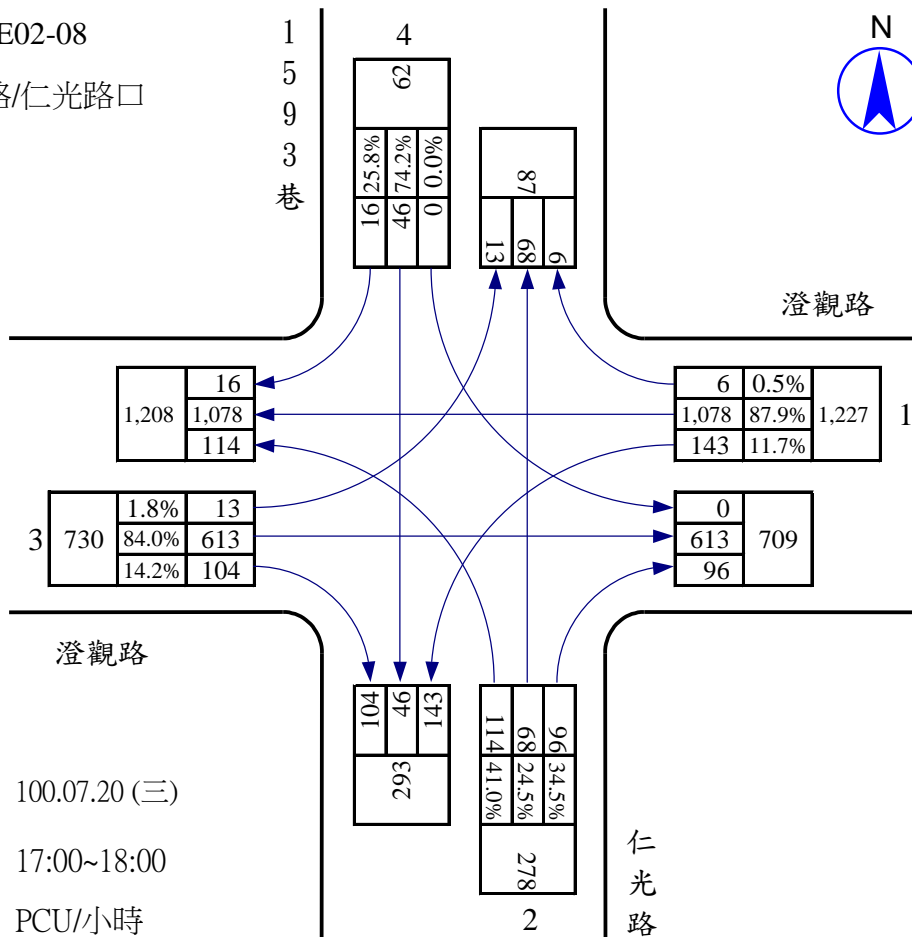 E02-08
路/仁光路口
1593巷
4
N
62
25.8% 74.2% 0.0%
16 46 0
87
13 68 6
澄觀路
1,208
16
1,078
114
6 0.5%
1,078 87.9%
143 11.7%
1,227
1
3
730
1.8% 13
84.0% 613
14.2% 104
0
613
96
709
澄觀路
104 46 143
293
114 68 96
41.0% 24.5% 34.5%
278
2
仁光路
100.07.20 (三)
17:00~18:00
PCU/小時